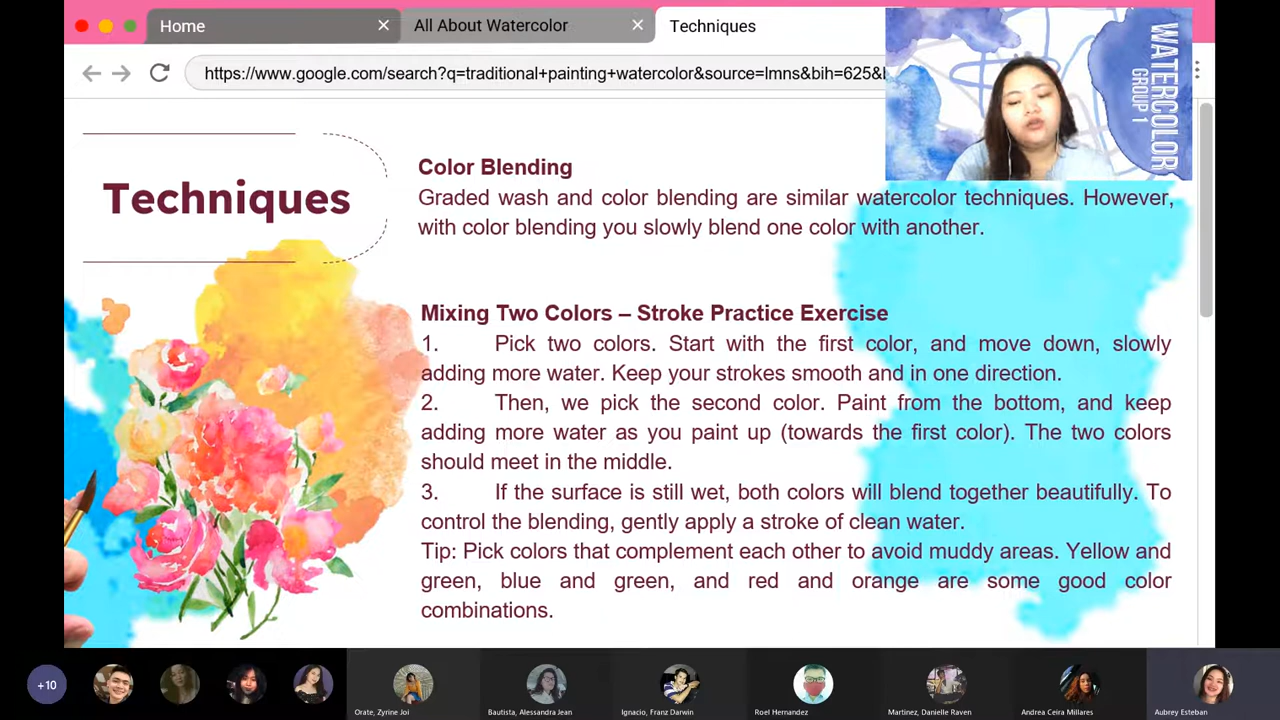 Home
All About Watercolor
Techniques
https://www.google.com/search?q=traditional+painting+watercolor&source=lmns&bih=625&
WATERCOLOR
GROUP 1
Techniques
Color Blending
Graded wash and color blending are similar watercolor techniques. However,
with color blending you slowly blend one color with another.
Mixing Two Colors – Stroke Practice Exercise
1. Pick two colors. Start with the first color, and move down, slowly
adding more water. Keep your strokes smooth and in one direction.
2. Then, we pick the second color. Paint from the bottom, and keep
adding more water as you paint up (towards the first color). The two colors
should meet in the middle.
3. If the surface is still wet, both colors will blend together beautifully. To
control the blending, gently apply a stroke of clean water.
Tip: Pick colors that complement each other to avoid muddy areas. Yellow and
green, blue and green, and red and orange are some good color
combinations.
+10
Orate, Zyrine Joi
Bautista, Alessandra Jean
Ignacio, Franz Darwin
Roel Hernandez
Martinez, Danielle Raven
Andrea Ceira Millares
Aubrey Esteban